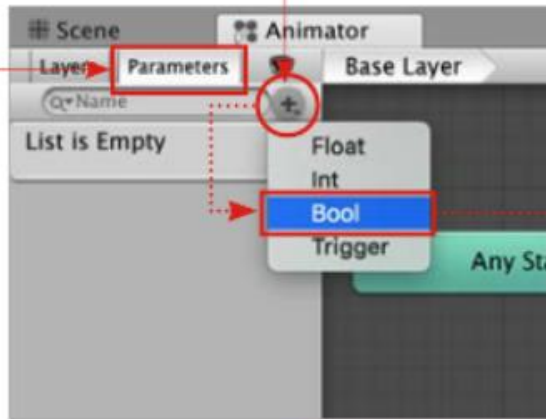 Scene Animator
Layers Parameters Base Layer
Name
List is Empty
Float
Int
Bool
Trigger
Any Sta